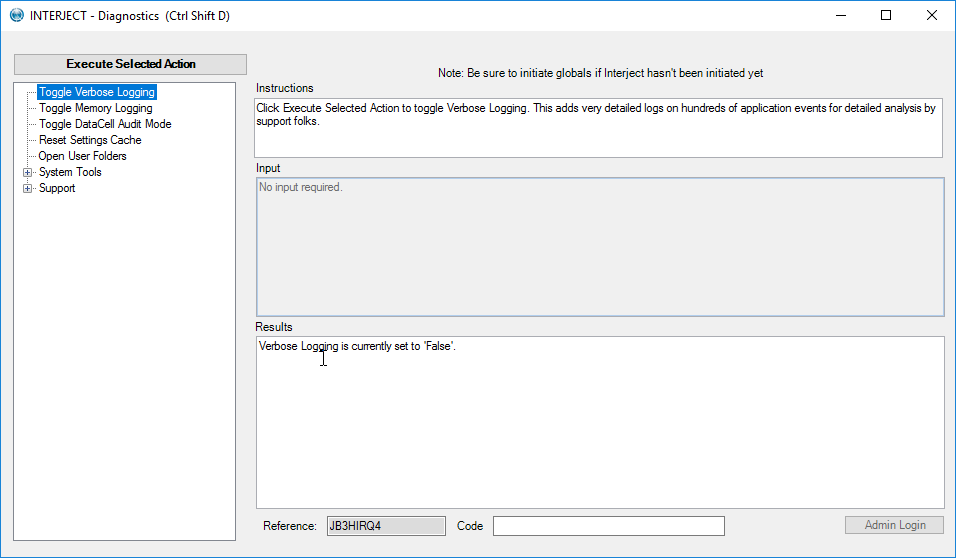 INTERJECT - Diagnostics  (Ctrl Shift D)
Execute Selected Action
Note: Be sure to initiate globals if Interject hasn't been initiated yet
Toggle Verbose Logging
Toggle Memory Logging
Toggle DataCell Audit Mode
Reset Settings Cache
Open User Folders
System Tools
Support
Instructions
Click Execute Selected Action to toggle Verbose Logging. This adds very detailed logs on hundreds of application events for detailed analysis by
support folks.
Input
No input required.
Results
Verbose Logging is currently set to 'False'.
Reference: JB3HIRQ4 Code Admin Login